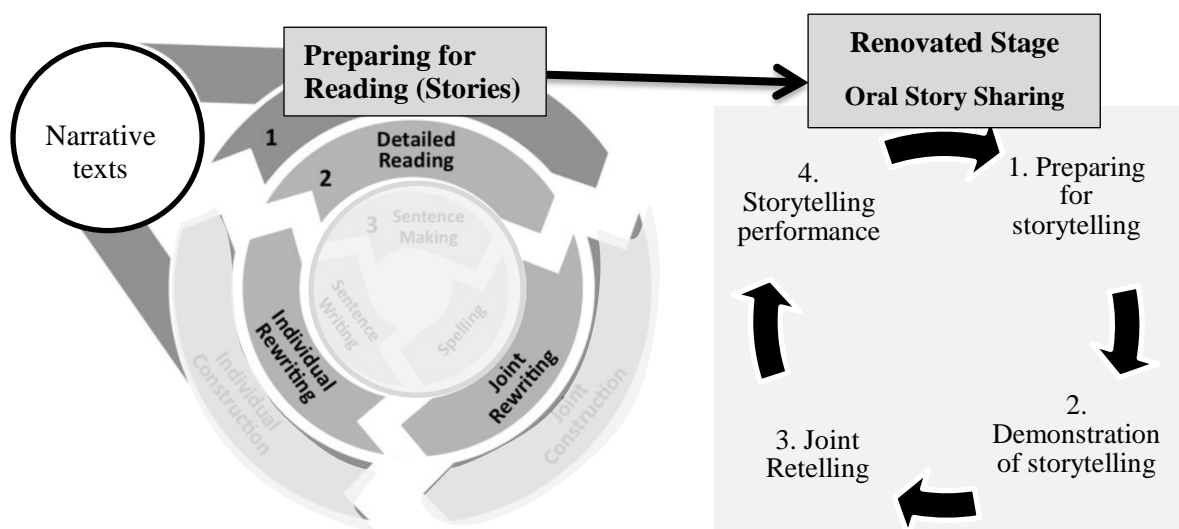 Narrative
texts
Preparing for
Reading (Stories)
1
Detailed
Reading
2
3
Sentence
Making
Sentence
Writing
Spelling
Individual
Rewriting
Joint
Rewriting
Individual
Construction
Joint
Construction
Renovated Stage
Oral Story Sharing
1. Preparing
for
storytelling
2.
Demonstration
of storytelling
3. Joint
Retelling
4.
Storytelling
performance